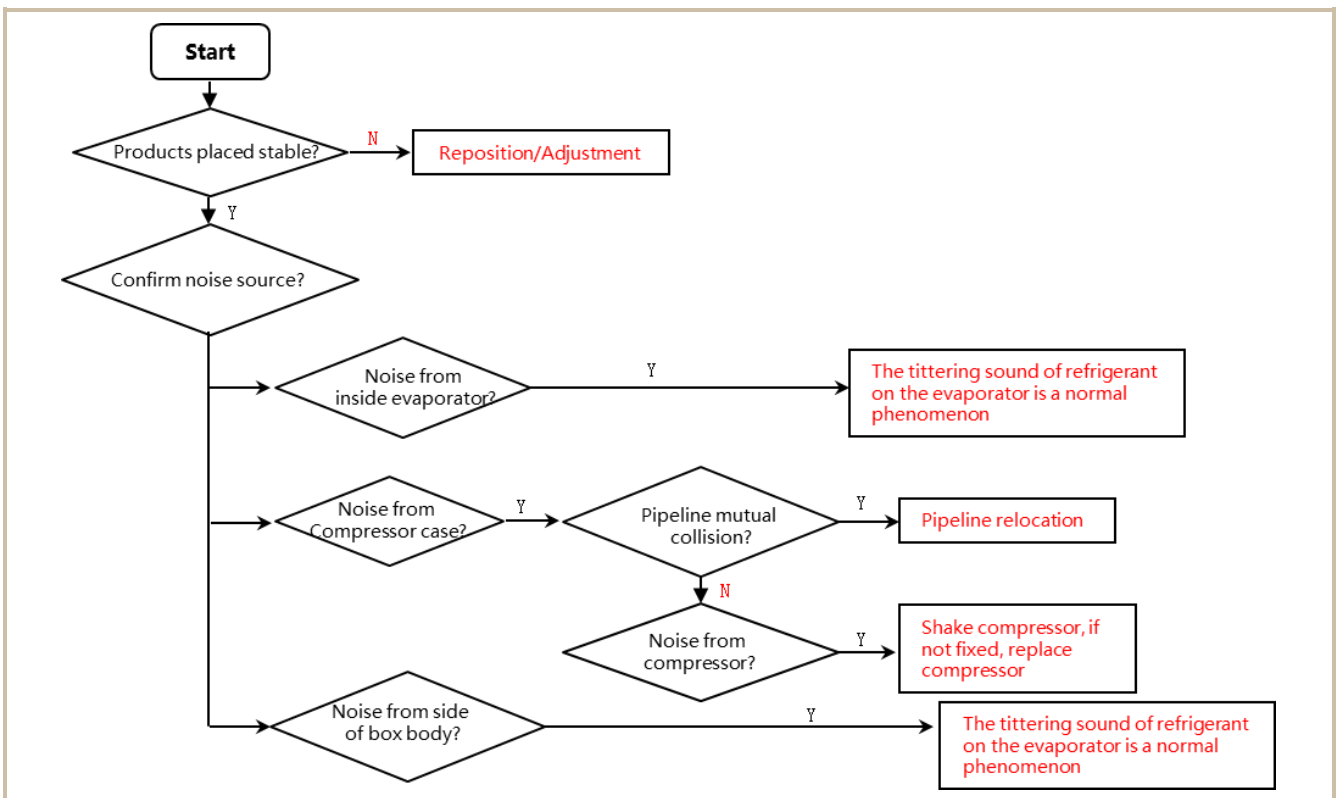 Start
Products placed stable?
N
Reposition/Adjustment
Y
Confirm noise source?
Noise from
inside evaporator?
Y
The tittering sound of refrigerant
on the evaporator is a normal
phenomenon
Noise from
Compressor case?
Y
Pipeline mutual
collision?
Y
Pipeline relocation
N
Noise from
compressor?
Y
Shake compressor, if
not fixed, replace
compressor
Noise from side
of box body?
Y
The tittering sound of refrigerant
on the evaporator is a normal
phenomenon